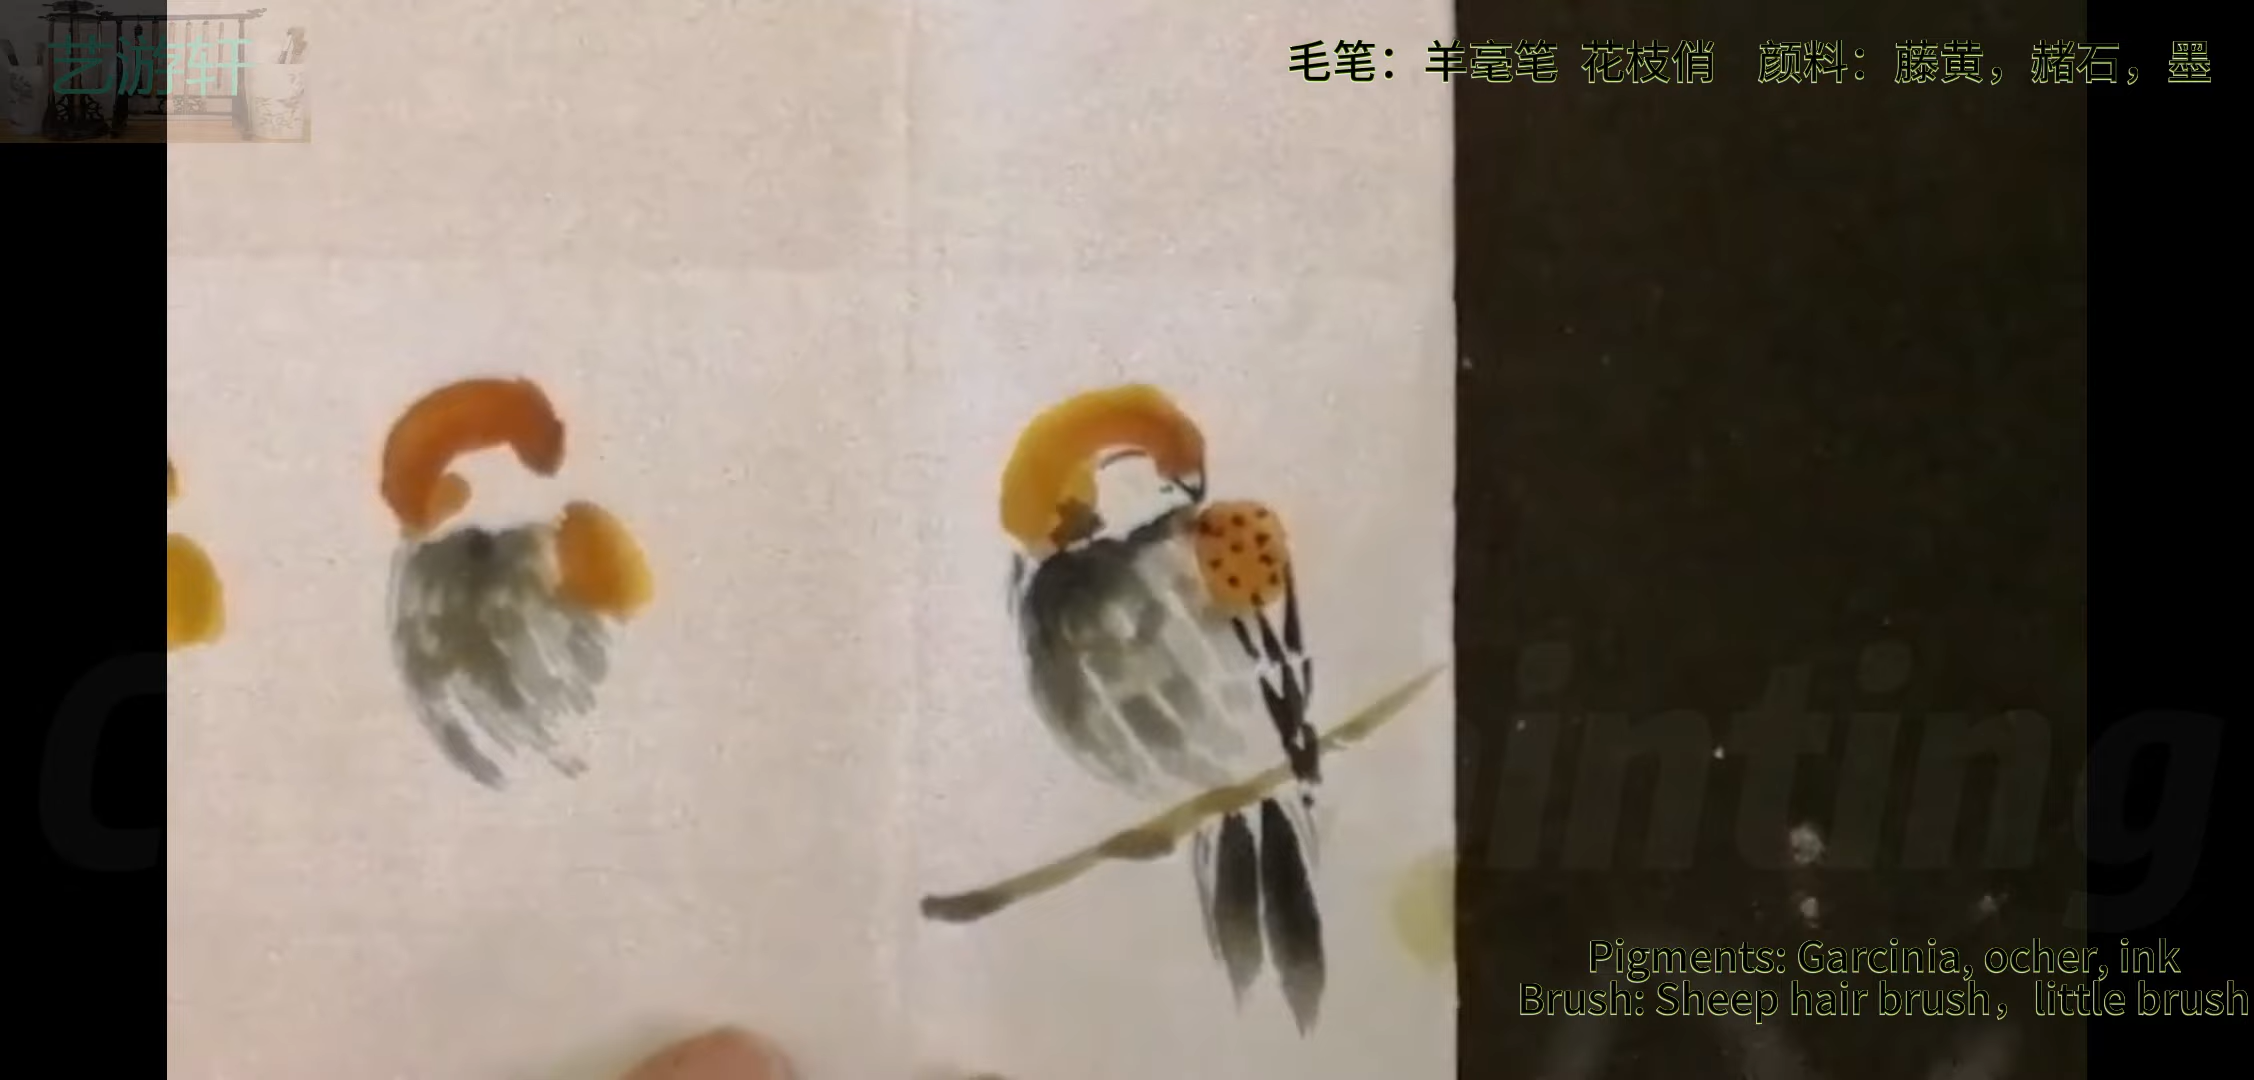 艺游轩
毛笔：羊毫笔 花枝俏 颜料：藤黄，赭石，墨
Pigments: Garcinia, ocher, ink
Brush: Sheep hair brush，little brush